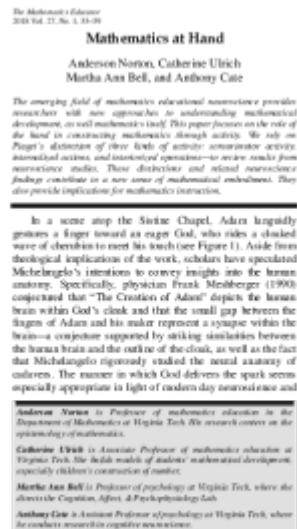 The Mathematics Educator
2018 Vol. 27, No. 1, 33–59
Mathematics at Hand
Anderson Norton, Catherine Ulrich
Martha Ann Bell, and Anthony Cate
The emerging field of mathematics educational neuroscience provides
researchers with new approaches to understanding mathematical
development, as well mathematics itself. This paper focuses on the role of
the hand in constructing mathematics through activity. We rely on
Piaget's distinction of three kinds of activity: sensorimotor activity,
internalized actions, and interiorized operations—to review results from
neuroscience studies. These distinctions and related neuroscience
findings contribute to a new sense of mathematical embodiment. They
also provide implications for mathematics instruction.
In a scene atop the Sistine Chapel, Adam languidly
gestures a finger toward an eager God, who rides a cloaked
wave of cherubim to meet his touch (see Figure 1). Aside from
theological implications of the work, scholars have speculated
Michelangelo's intentions to convey insights into the human
anatomy. Specifically, physician Frank Meshberger (1990)
conjectured that "The Creation of Adam" depicts the human
brain within God's cloak and that the small gap between the
fingers of Adam and his maker represent a synapse within the
brain—a conjecture supported by striking similarities between
the human brain and the outline of the cloak, as well as the fact
that Michelangelo rigorously studied the neural anatomy of
cadavers. The manner in which God delivers the spark seems
especially appropriate in light of modern day neuroscience and
Anderson Norton is Professor of mathematics education in the
Department of Mathematics at Virginia Tech. His research centers on the
epistemology of mathematics.
Catherine Ulrich is Associate Professor of mathematics education at
Virginia Tech. She builds models of students' mathematical development,
especially children's construction of number.
Martha Ann Bell is Professor of psychology at Virginia Tech, where she
directs the Cognition, Affect, & Psychophysiology Lab.
Anthony Cate is Assistant Professor of psychology at Virginia Tech, where
he conducts research in cognitive neuroscience.